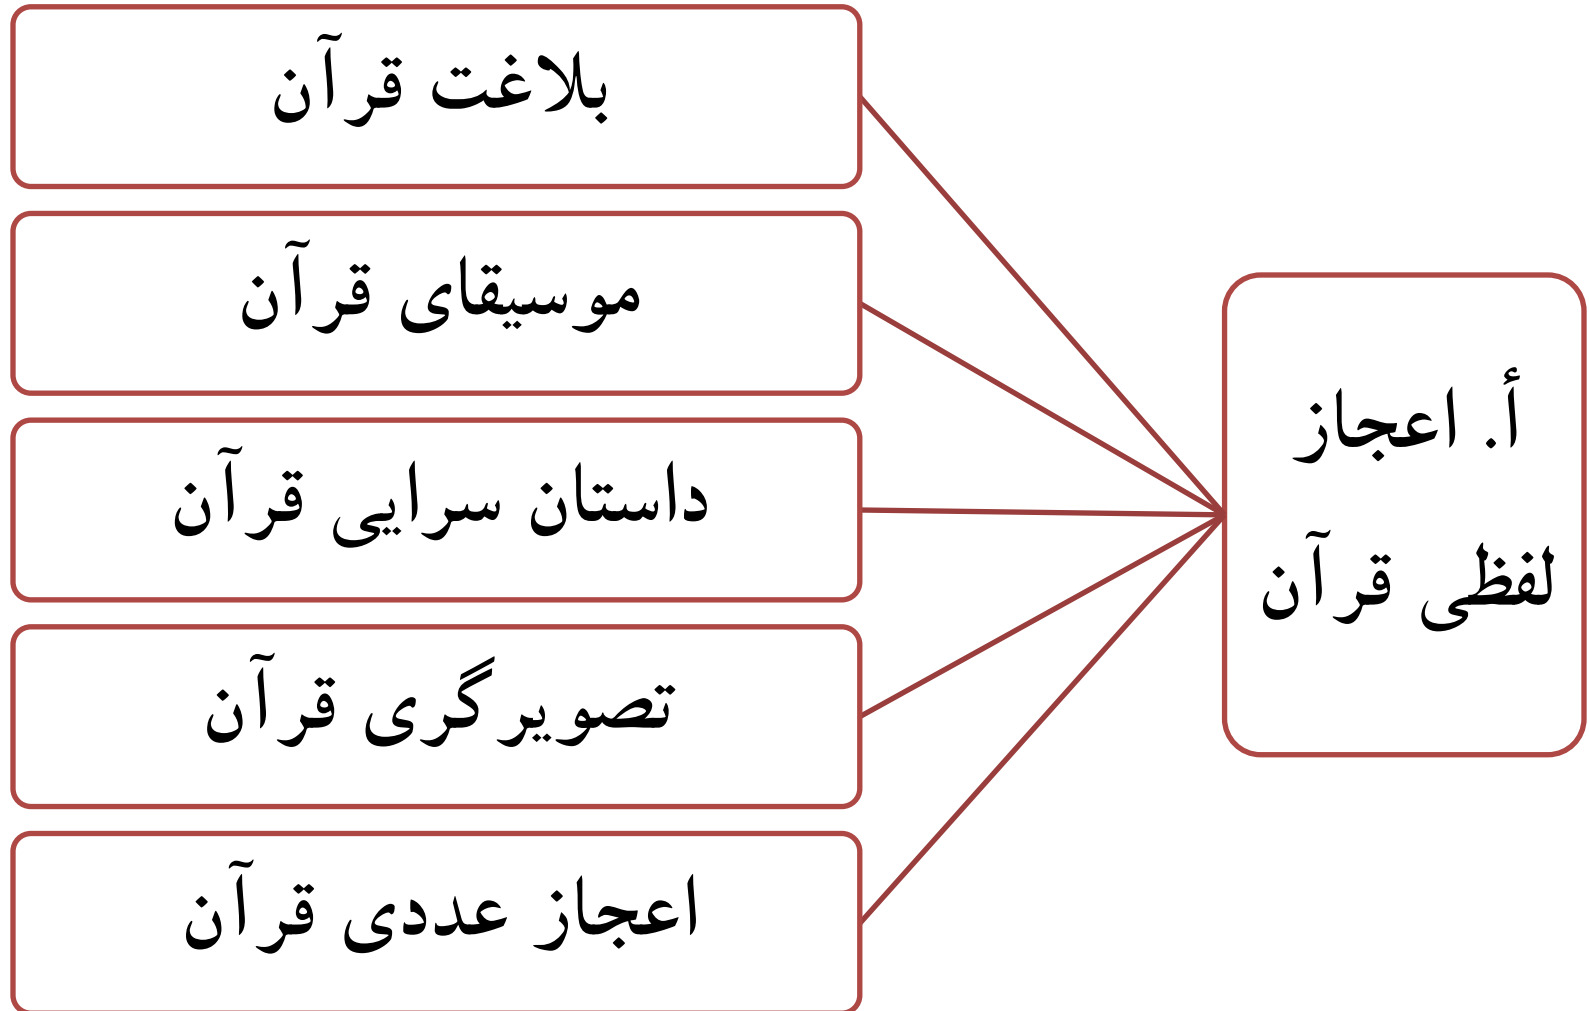 أ. اعجاز
لفظی قرآن
بلاغت قرآن
موسیقای قرآن
داستان سرایی قرآن
تصویرگری قرآن
اعجاز عددی قرآن